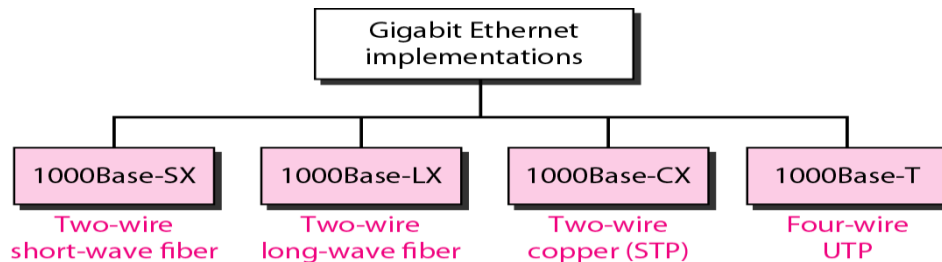 Gigabit Ethernet
implementations
1000Base-SX
1000Base-LX
1000Base-CX
1000Base-T
Two-wire
short-wave fiber
Two-wire
long-wave fiber
Two-wire
copper (STP)
Four-wire
UTP